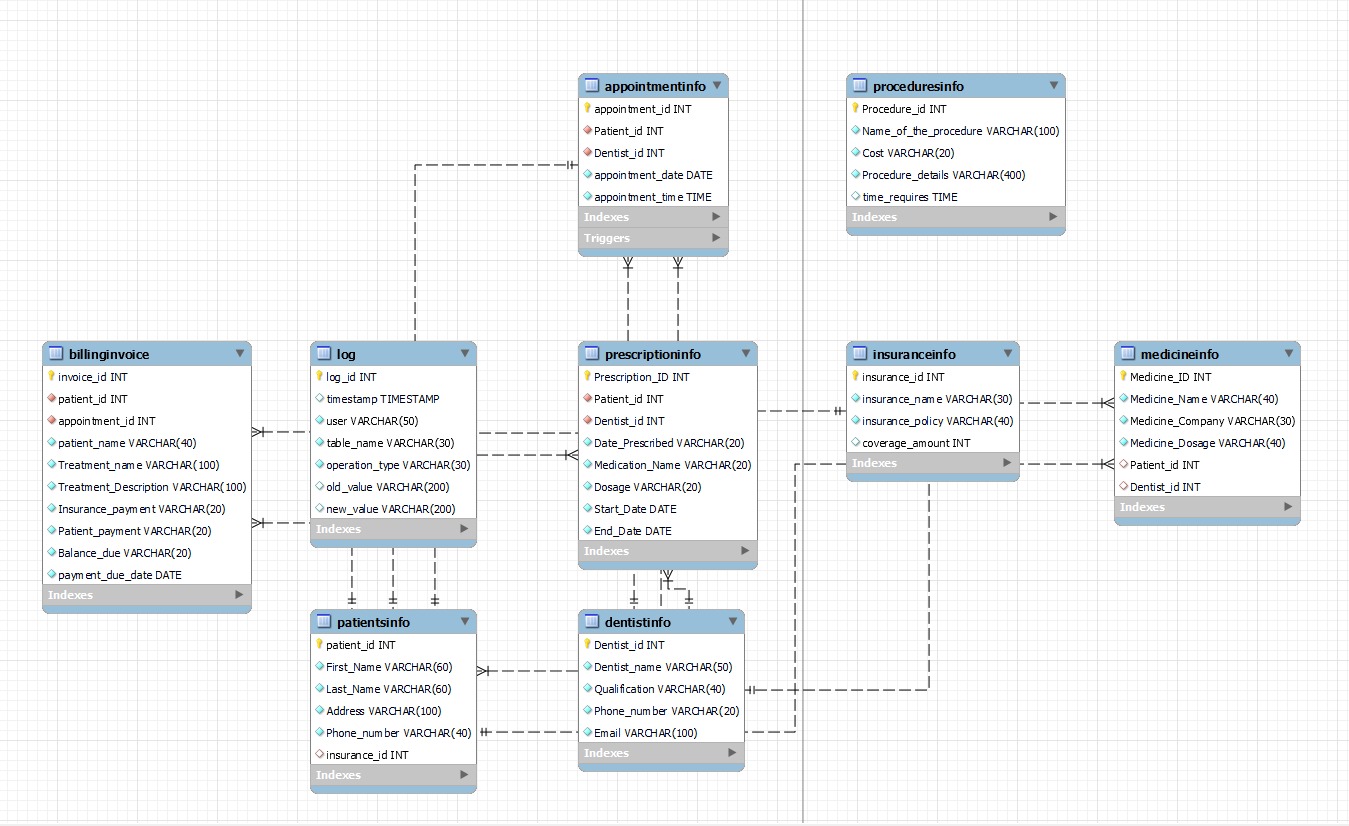 appointmentinfo
appointment_id INT
Patient_id INT
Dentist_id INT
appointment_date DATE
appointment_time TIME
Indexes
Triggers
proceduresinfo
Procedure_id INT
Name_of_the_procedure VARCHAR(100)
Cost VARCHAR(20)
Procedure_details VARCHAR(400)
time_requires TIME
Indexes
billinginvoice
invoice_id INT
patient_id INT
appointment_id INT
patient_name VARCHAR(40)
Treatment_name VARCHAR(100)
Treatment_Description VARCHAR(100)
Insurance_payment VARCHAR(20)
Patient_payment VARCHAR(20)
Balance_due VARCHAR(20)
payment_due_date DATE
Indexes
log
log_id INT
timestamp TIMESTAMP
user VARCHAR(50)
table_name VARCHAR(30)
operation_type VARCHAR(30)
old_value VARCHAR(200)
new_value VARCHAR(200)
Indexes
prescriptioninfo
Prescription_ID INT
Patient_id INT
Dentist_id INT
Date_Prescribed VARCHAR(20)
Medication_Name VARCHAR(20)
Dosage VARCHAR(20)
Start_Date DATE
End_Date DATE
Indexes
insuranceinfo
insurance_id INT
insurance_name VARCHAR(30)
insurance_policy VARCHAR(40)
coverage_amount INT
Indexes
medicineinfo
Medicine_ID INT
Medicine_Name VARCHAR(40)
Medicine_Company VARCHAR(30)
Medicine_Dosage VARCHAR(40)
Patient_id INT
Dentist_id INT
Indexes
patientsinfo
patient_id INT
First_Name VARCHAR(60)
Last_Name VARCHAR(60)
Address VARCHAR(100)
Phone_number VARCHAR(40)
insurance_id INT
Indexes
dentistinfo
Dentist_id INT
Dentist_name VARCHAR(50)
Qualification VARCHAR(40)
Phone_number VARCHAR(20)
Email VARCHAR(100)
Indexes